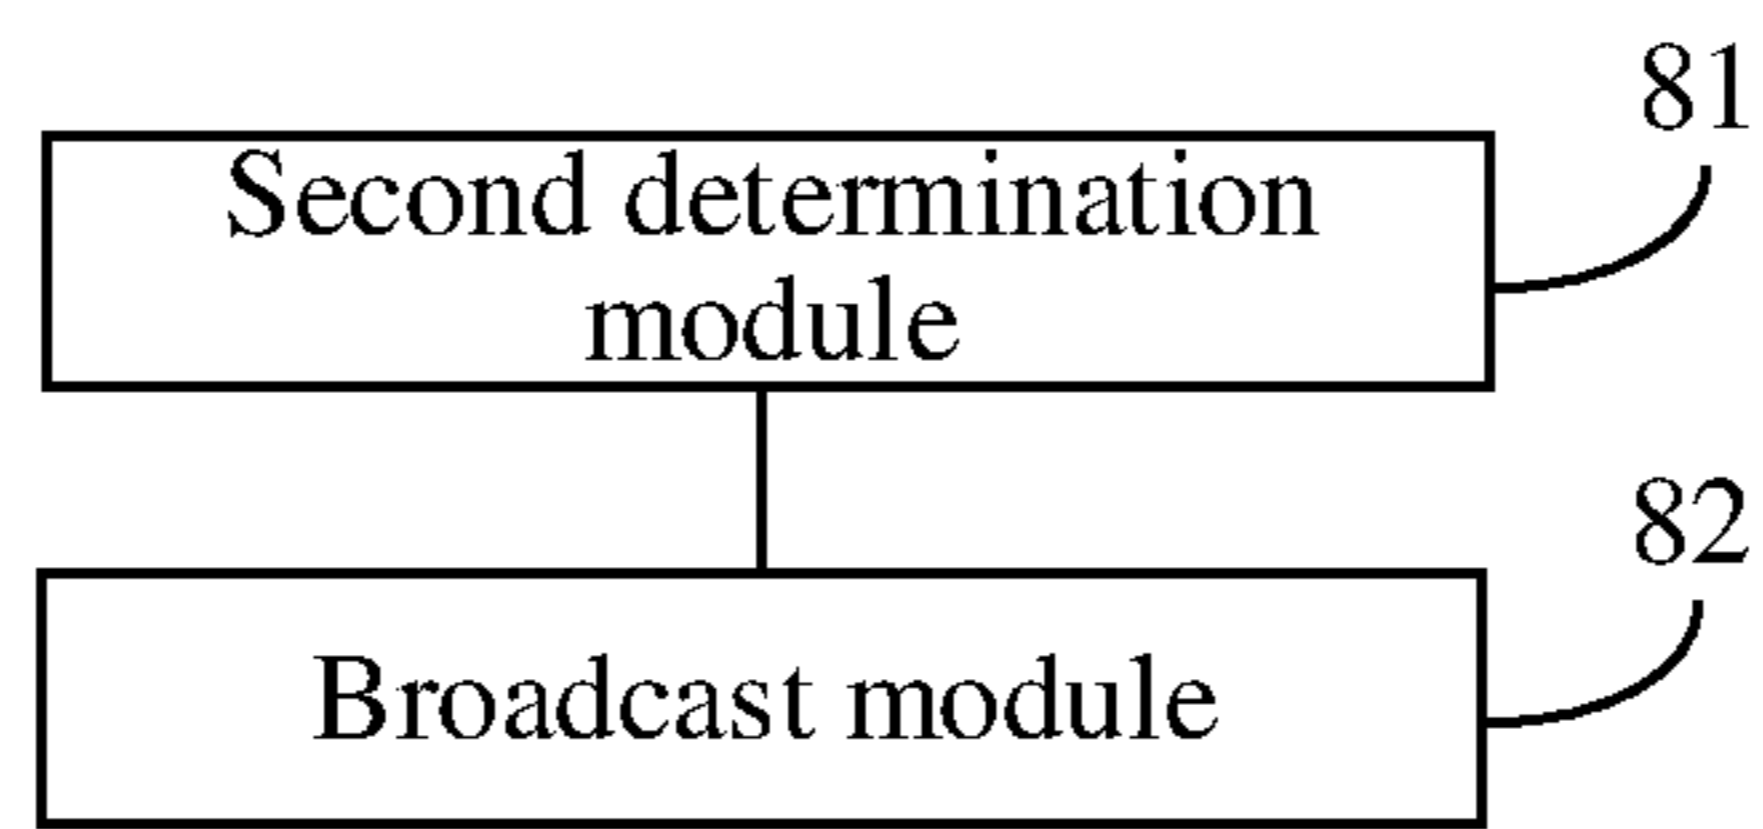 81
Second determination
module
82
Broadcast module